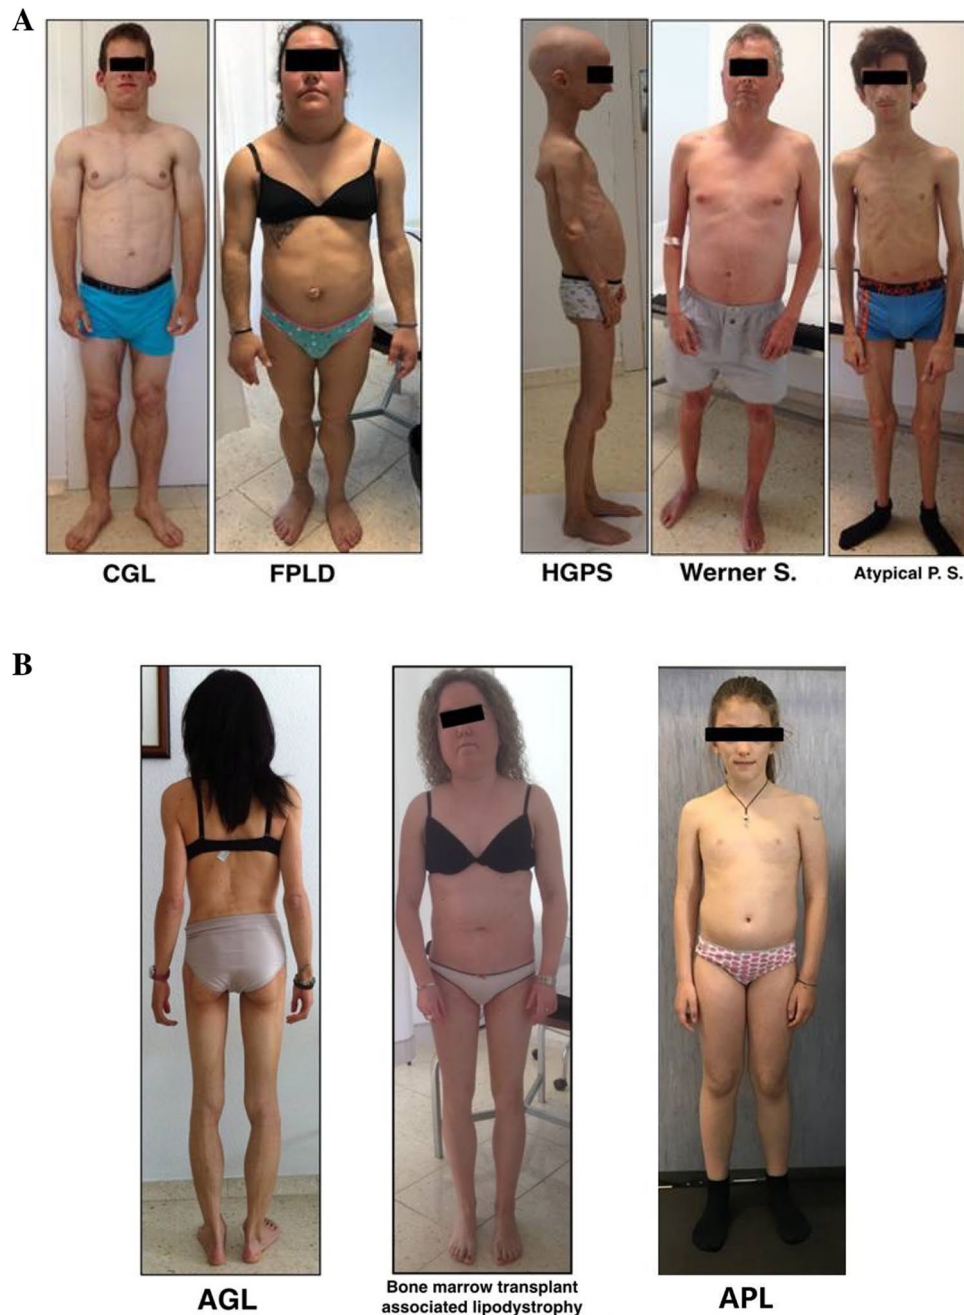 A
CGL
FPLD
HGPS
Werner S.
Atypical P. S.
B
AGL
Bone marrow transplant
associated lipodystrophy
APL